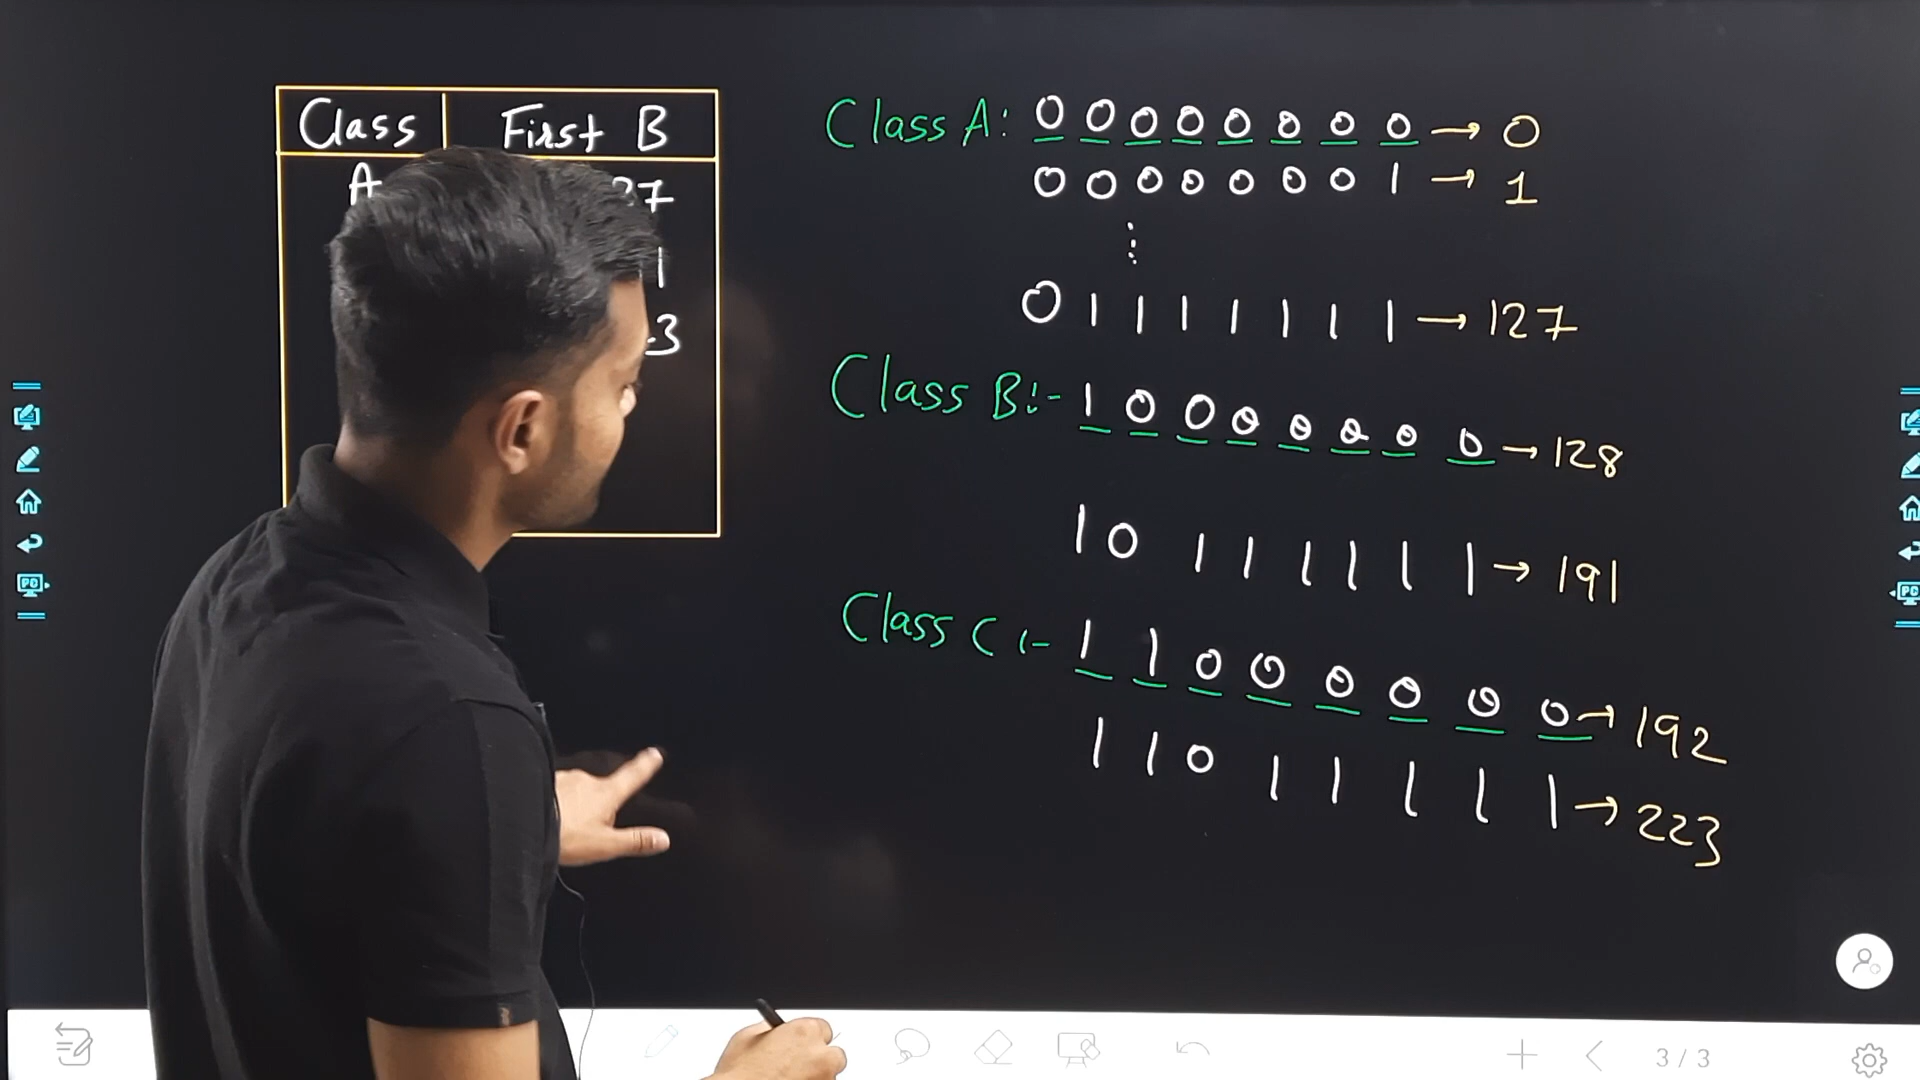 Class First B
A 27
1
3
Class A: 0 0 0 0 0 0 0 0 → 0
0 0 0 0 0 0 0 1 → 1
⋮
0 1 1 1 1 1 1 1 → 127
Class B:- 1 0 0 0 0 0 0 0 → 128
1 0 1 1 1 1 1 1 → 191
Class C :- 1 1 0 0 0 0 0 0 → 192
1 1 0 1 1 1 1 1 → 223
3 / 3